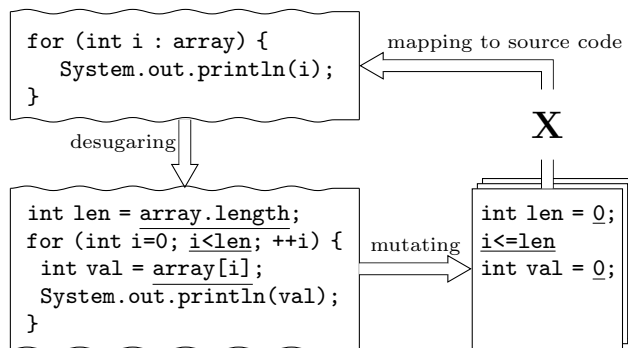 for (int i : array) {
System.out.println(i);
}
mapping to source code
X
desugaring
int len = array.length;
for (int i=0; i<len; ++i) {
int val = array[i];
System.out.println(val);
}
mutating
int len = 0;
i<=len
int val = 0;